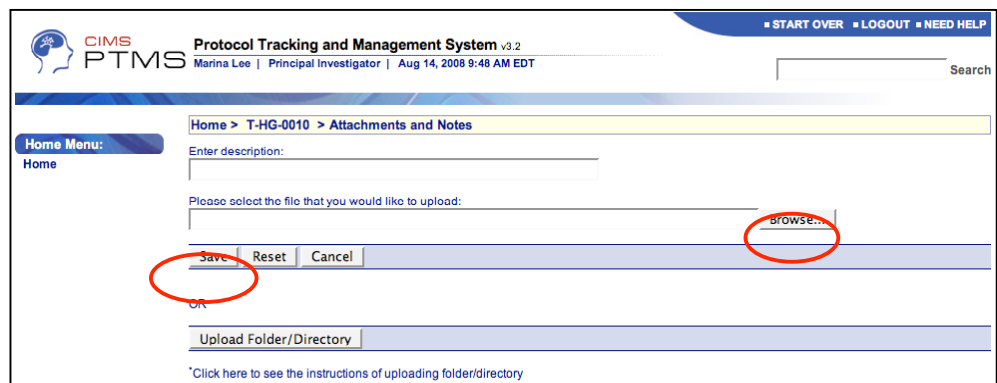 START OVER LOGOUT NEED HELP
CIMS
PTMS
Protocol Tracking and Management System v3.2
Marina Lee | Principal Investigator | Aug 14, 2008 9:48 AM EDT
Search
Home > T-HG-0010 > Attachments and Notes
Home Menu:
Home
Enter description:
Please select the file that you would like to upload:
Browse...
Save Reset Cancel
OR
Upload Folder/Directory
*Click here to see the instructions of uploading folder/directory